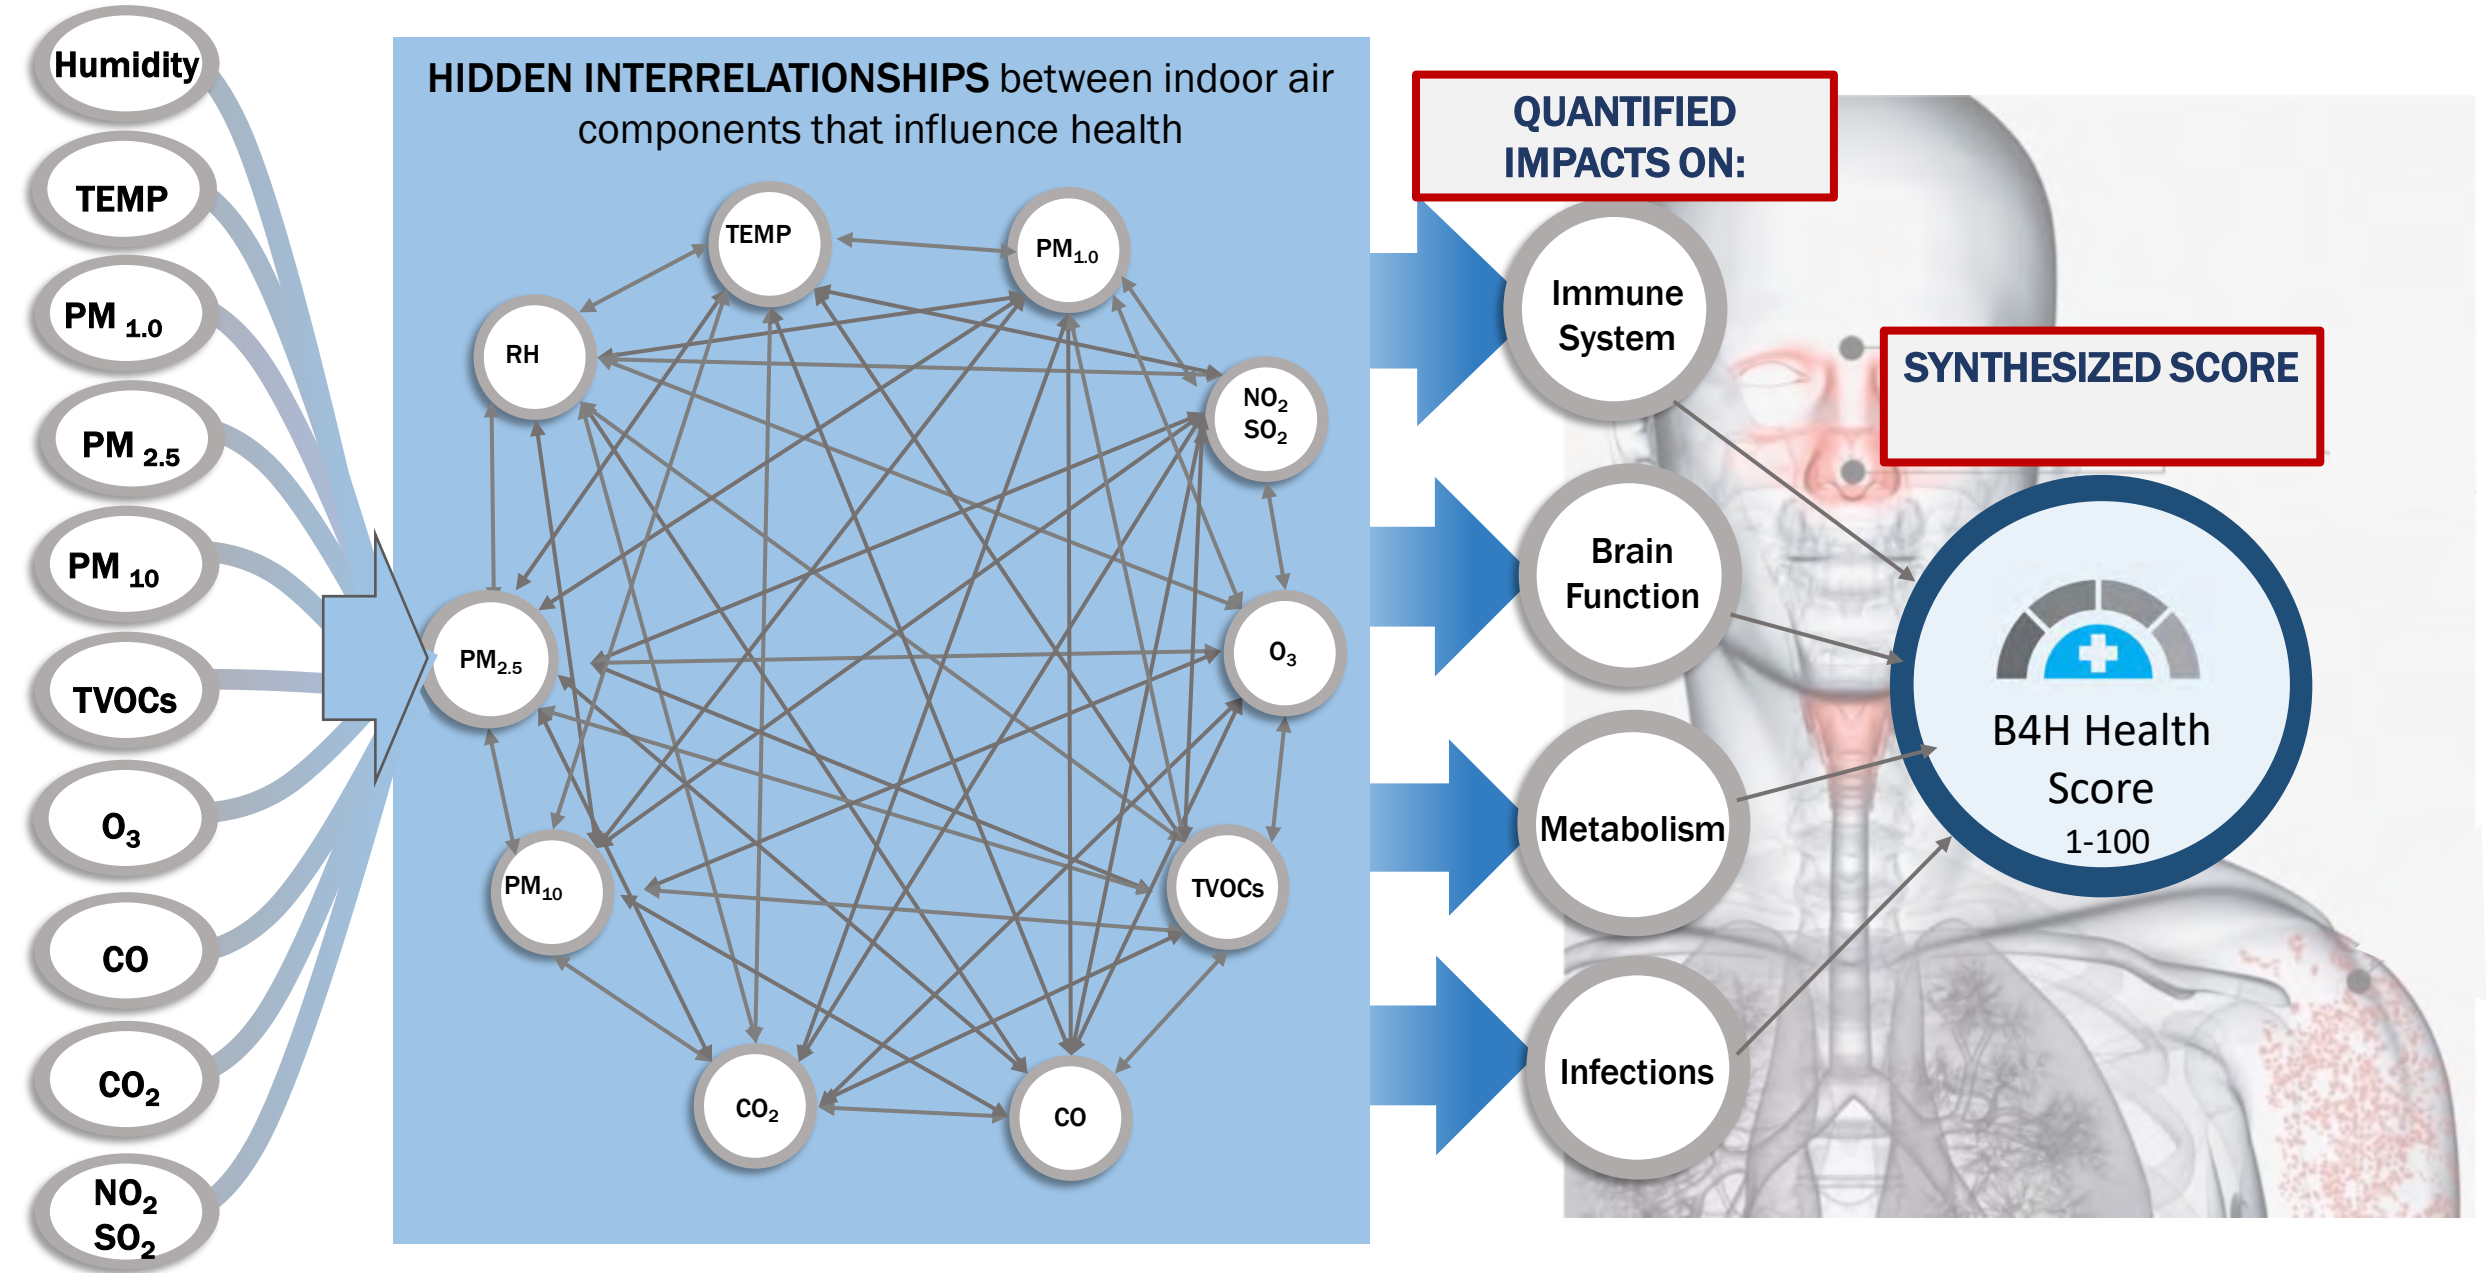 Humidity
TEMP
PM 1.0
PM 2.5
PM 10
TVOCs
O3
CO
CO2
NO2
SO2
HIDDEN INTERRELATIONSHIPS between indoor air
components that influence health
TEMP
PM1.0
RH
NO2
SO2
PM2.5
O3
PM10
TVOCs
CO2
CO
QUANTIFIED
IMPACTS ON:
Immune
System
Brain
Function
Metabolism
Infections
SYNTHESIZED SCORE
B4H Health
Score
1-100